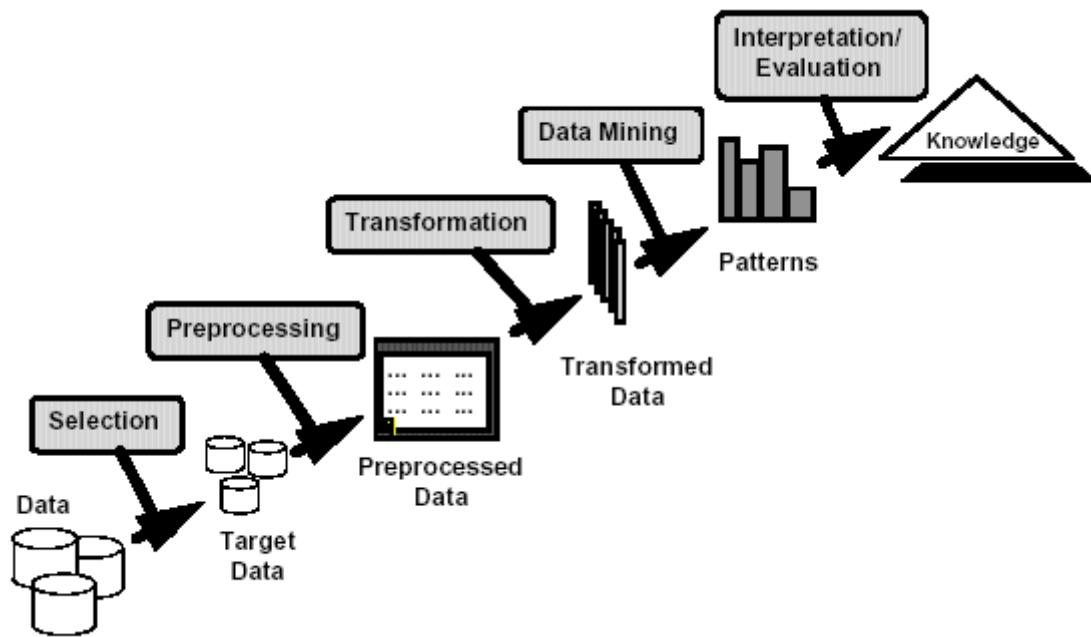 Interpretation/
Evaluation
Knowledge
Data Mining
Patterns
Transformation
Transformed
Data
Preprocessing
Preprocessed
Data
Selection
Target
Data
Data